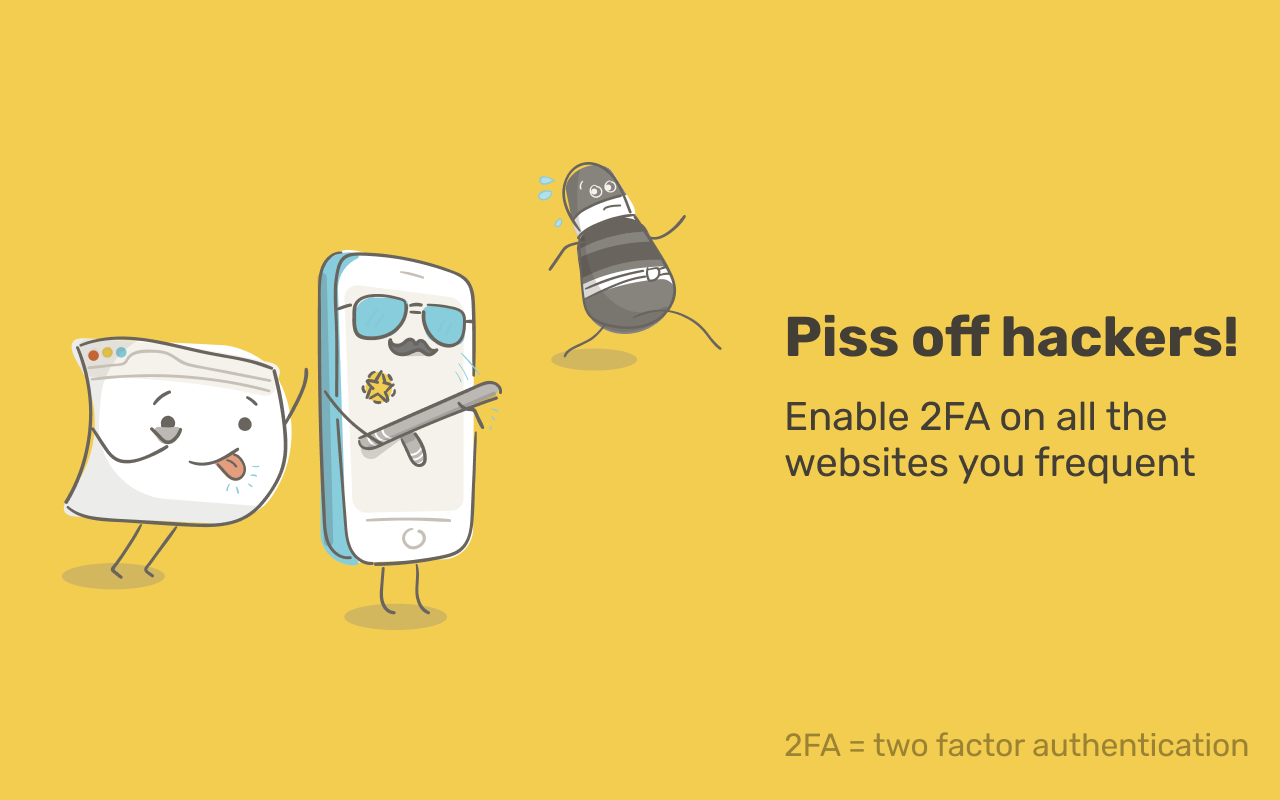 Piss off hackers!
Enable 2FA on all the
websites you frequent
2FA = two factor authentication